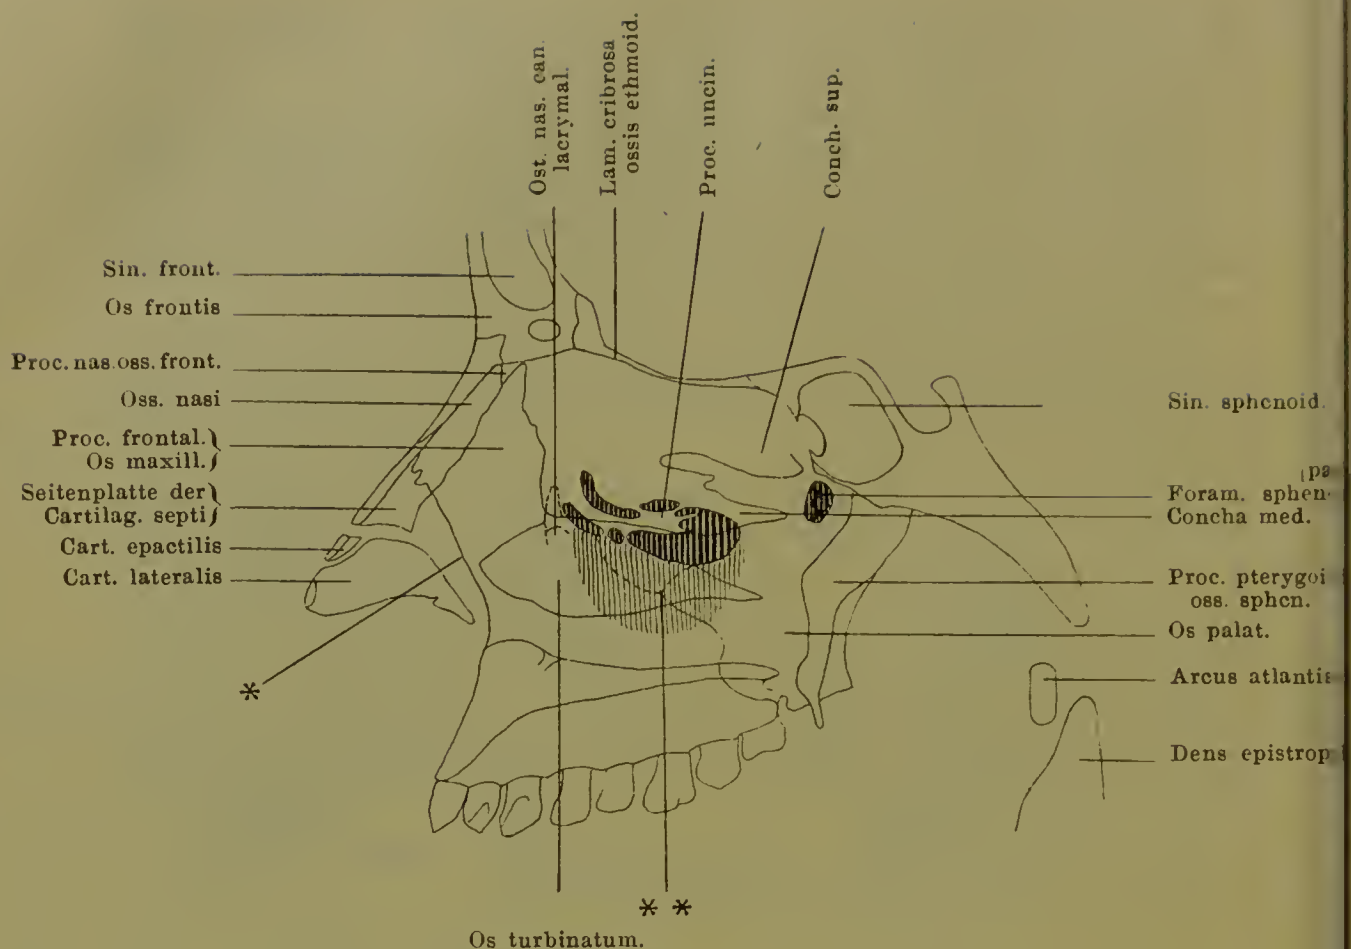 Ost. nas. can.
lacrymal.
Lam. cribrosa
ossis ethmoid.
Proc. uncin.
Conch. sup.
Sin. front.
Os frontis
Proc. nas. oss. front.
Oss. nasi
Proc. frontal.}
Os maxill.}
Seitenplatte der}
Cartilag. septi}
Cart. epactilis
Cart. lateralis
*
Sin. sphenoid.
pa
Foram. sphen-
Concha med.
Proc. pterygoi
oss. sphen.
Os palat.
Arcus atlantis
Dens epistrop
* *
Os turbinatum.